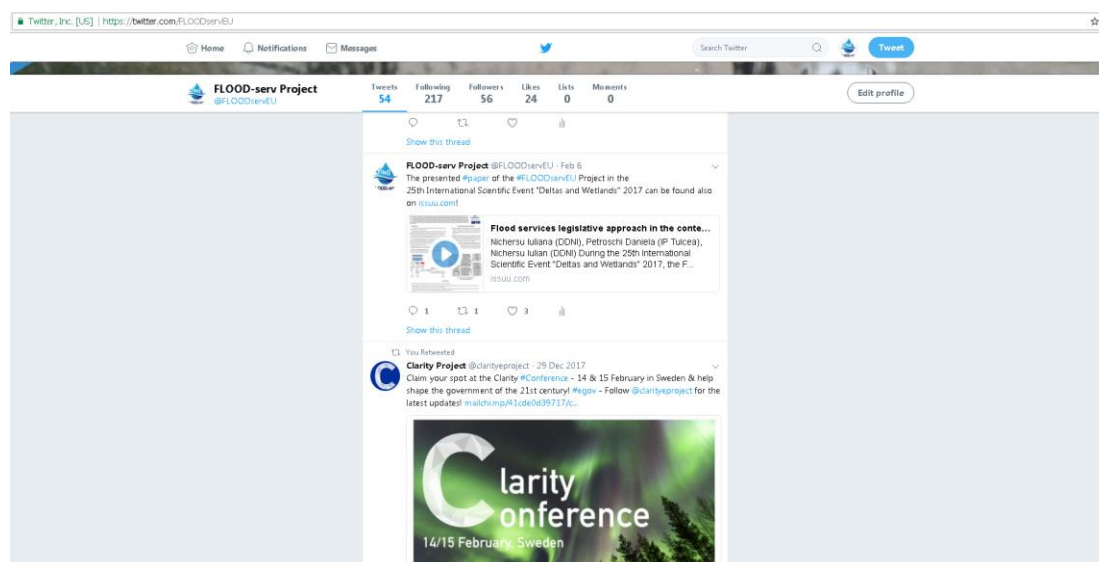 Twitter, Inc. [US] | https://twitter.com/FLOODservEU
Home Notifications Messages Search Twitter Tweet
FLOOD-serv Project
@FLOODservEU
Tweets Following Followers Likes Lists Moments
54 217 56 24 0 0
Edit profile
Show this thread
FLOOD-serv Project @FLOODservEU · Feb 6
The presented #paper of the #FLOODservEU Project in the
25th International Scientific Event "Deltas and Wetlands" 2017 can be found also
on issuu.com!
Flood services legislative approach in the conte...
Nichersu Iuliana (DDNI), Petroschi Daniela (IP Tulcea),
Nichersu Iulian (DDNI) During the 25th International
Scientific Event "Deltas and Wetlands" 2017, the F...
issuu.com
1 1 3
Show this thread
You Retweeted
Clarity Project @clarityeproject · 29 Dec 2017
Claim your spot at the Clarity #Conference - 14 & 15 February in Sweden & help
shape the government of the 21st century! #egov - Follow @clarityeproject for the
latest updates! mailchi.mp/41cde0d39717/c...
Clarity
Conference
14/15 February, Sweden